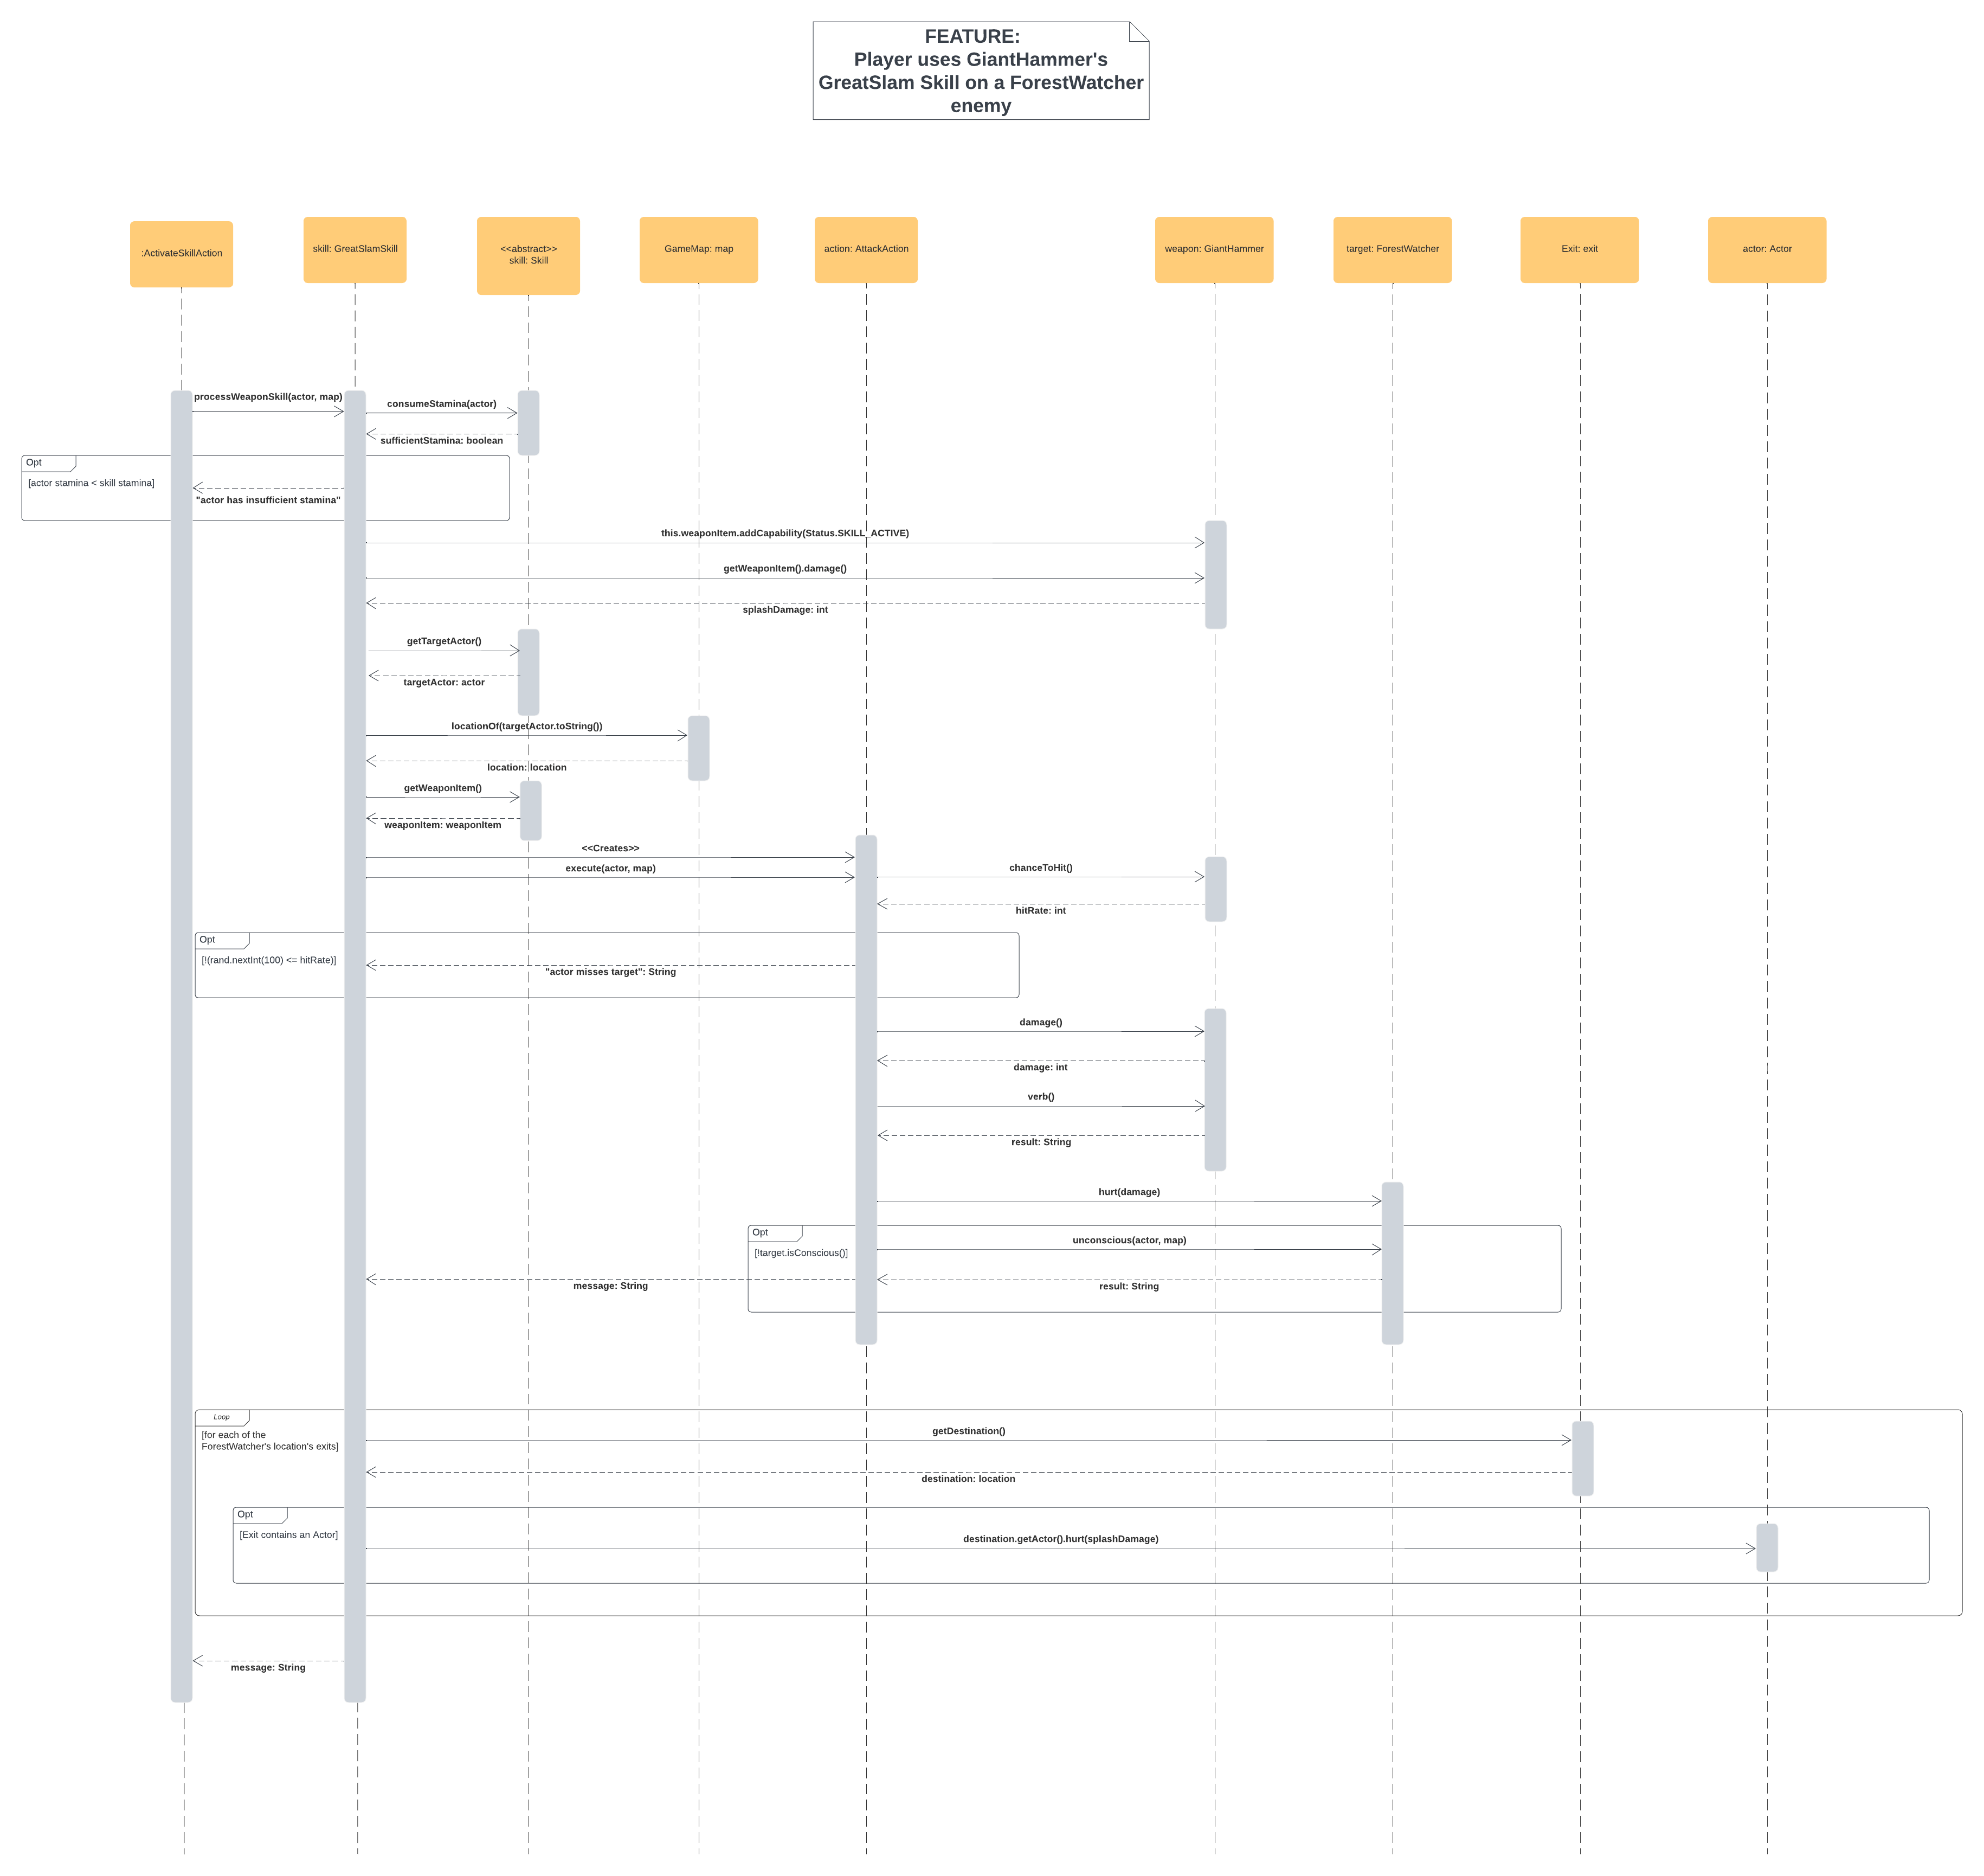 FEATURE:
Player uses GiantHammer's
GreatSlam Skill on a ForestWatcher
enemy
:ActivateSkillAction
skill: GreatSlamSkill
<<abstract>>
skill: Skill
GameMap: map
action: AttackAction
weapon: GiantHammer
target: ForestWatcher
Exit: exit
actor: Actor
processWeaponSkill(actor, map)
consumeStamina(actor)
sufficientStamina: boolean
Opt
[actor stamina < skill stamina]
"actor has insufficient stamina"
this.weaponItem.addCapability(Status.SKILL_ACTIVE)
getWeaponItem().damage()
splashDamage: int
getTargetActor()
targetActor: actor
locationOf(targetActor.toString())
location: location
getWeaponItem()
weaponItem: weaponItem
<<Creates>>
execute(actor, map)
chanceToHit()
hitRate: int
Opt
[!(rand.nextInt(100) <= hitRate)]
"actor misses target": String
damage()
damage: int
verb()
result: String
hurt(damage)
Opt
[!target.isConscious()]
unconscious(actor, map)
message: String
result: String
Loop
[for each of the
ForestWatcher's location's exits]
getDestination()
destination: location
Opt
[Exit contains an Actor]
destination.getActor().hurt(splashDamage)
message: String